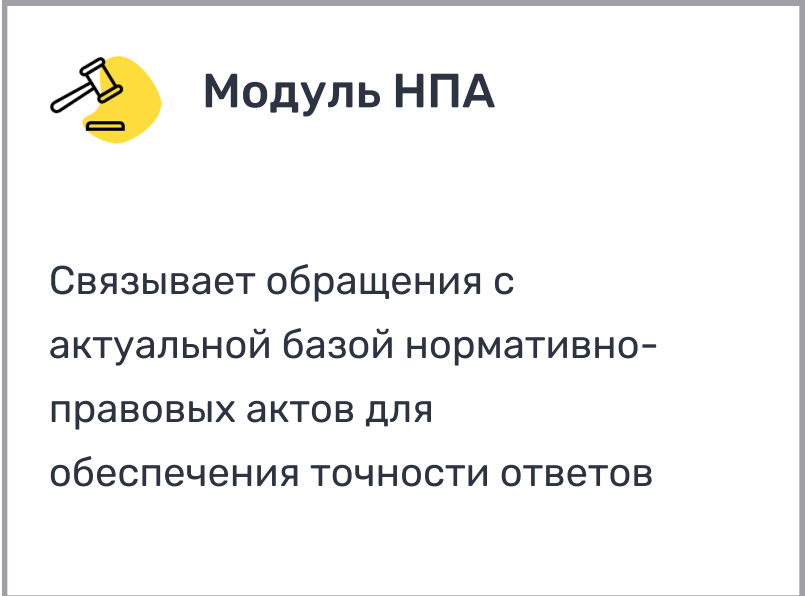 Модуль НПА
Связывает обращения с
актуальной базой нормативно-
правовых актов для
обеспечения точности ответов